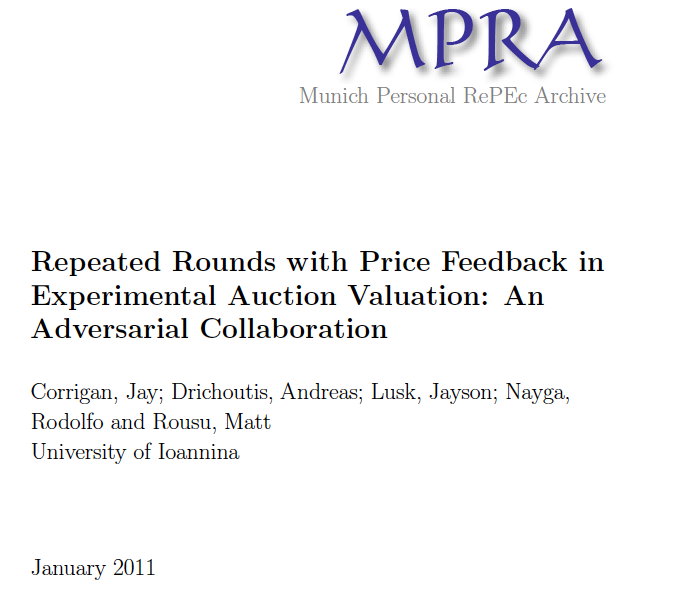 MPRA
Munich Personal RePEc Archive
Repeated Rounds with Price Feedback in
Experimental Auction Valuation: An
Adversarial Collaboration
Corrigan, Jay; Drichoutis, Andreas; Lusk, Jayson; Nayga,
Rodolfo and Rousu, Matt
University of Ioannina
January 2011